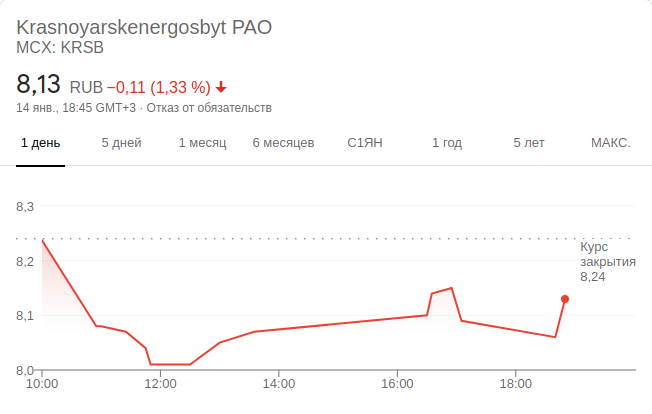 Krasnoyarskenergosbyt PAO
MCX: KRSB
8,13 RUB −0,11 (1,33 %)
14 янв., 18:45 GMT+3 · Отказ от обязательств
1 день 5 дней 1 месяц 6 месяцев С1ЯН 1 год 5 лет МАКС.
8,3
8,2
8,1
8,0
Курс
закрытия
8,24
10:00 12:00 14:00 16:00 18:00